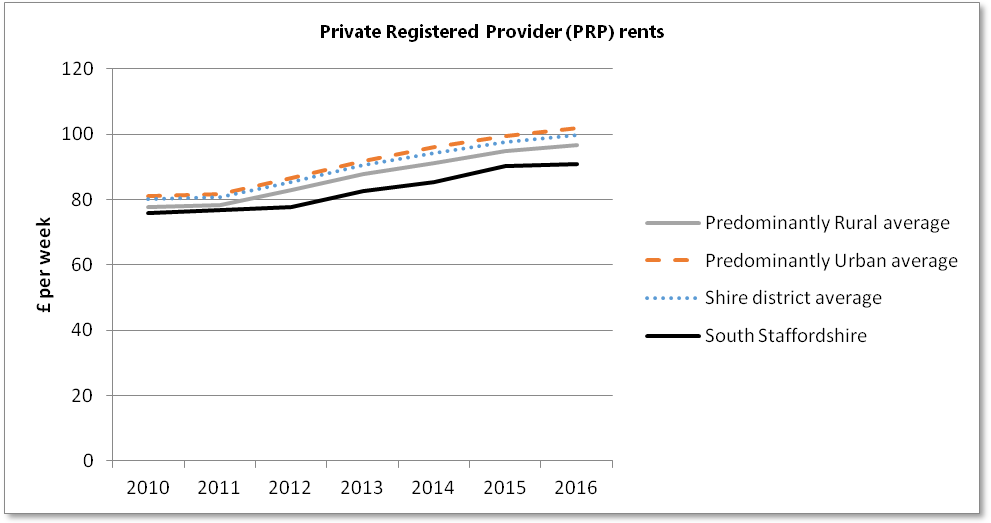 Private Registered Provider (PRP) rents
£ per week
120
100
80
60
40
20
0
2010 2011 2012 2013 2014 2015 2016
Predominantly Rural average
Predominantly Urban average
Shire district average
South Staffordshire